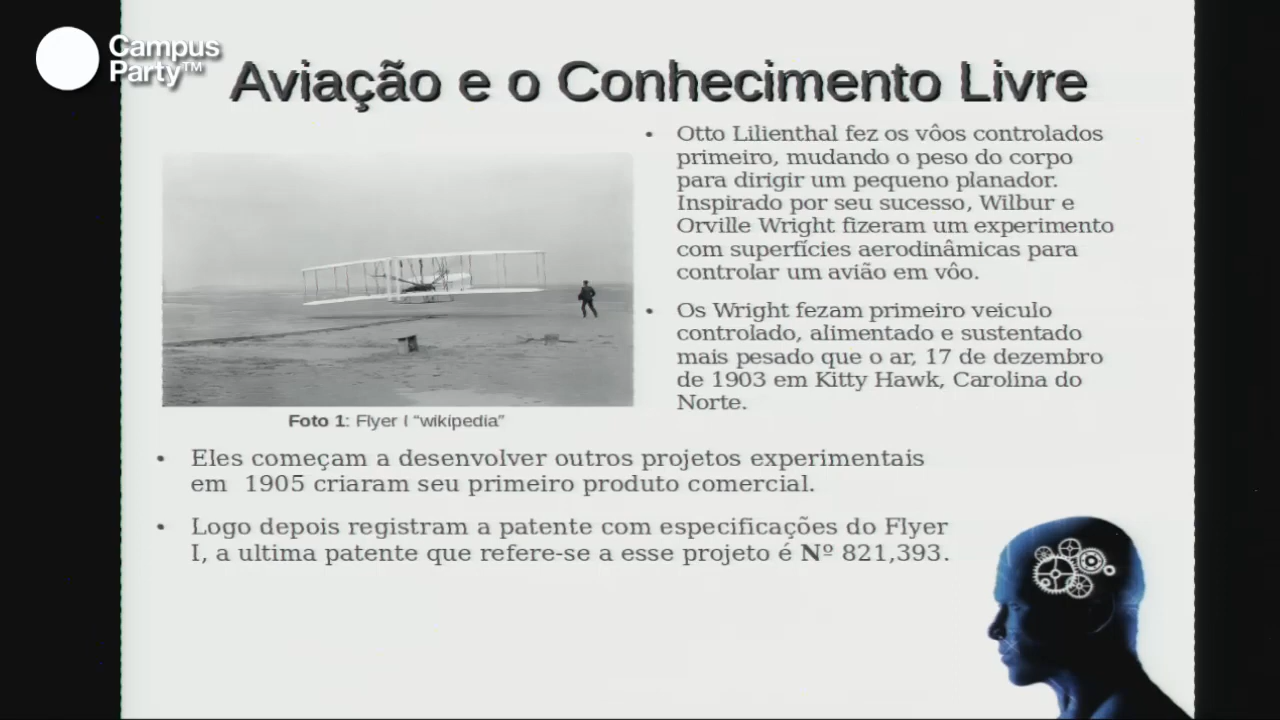 Campus
Party™
Aviação e o Conhecimento Livre
• Otto Lilienthal fez os vôos controlados
primeiro, mudando o peso do corpo
para dirigir um pequeno planador.
Inspirado por seu sucesso, Wilbur e
Orville Wright fizeram um experimento
com superfícies aerodinâmicas para
controlar um avião em vôo.
• Os Wright fezam primeiro veiculo
controlado, alimentado e sustentado
mais pesado que o ar, 17 de dezembro
de 1903 em Kitty Hawk, Carolina do
Norte.
Foto 1: Flyer I “wikipedia”
• Eles começam a desenvolver outros projetos experimentais
em 1905 criaram seu primeiro produto comercial.
• Logo depois registram a patente com especificações do Flyer
I, a ultima patente que refere-se a esse projeto é Nº 821,393.